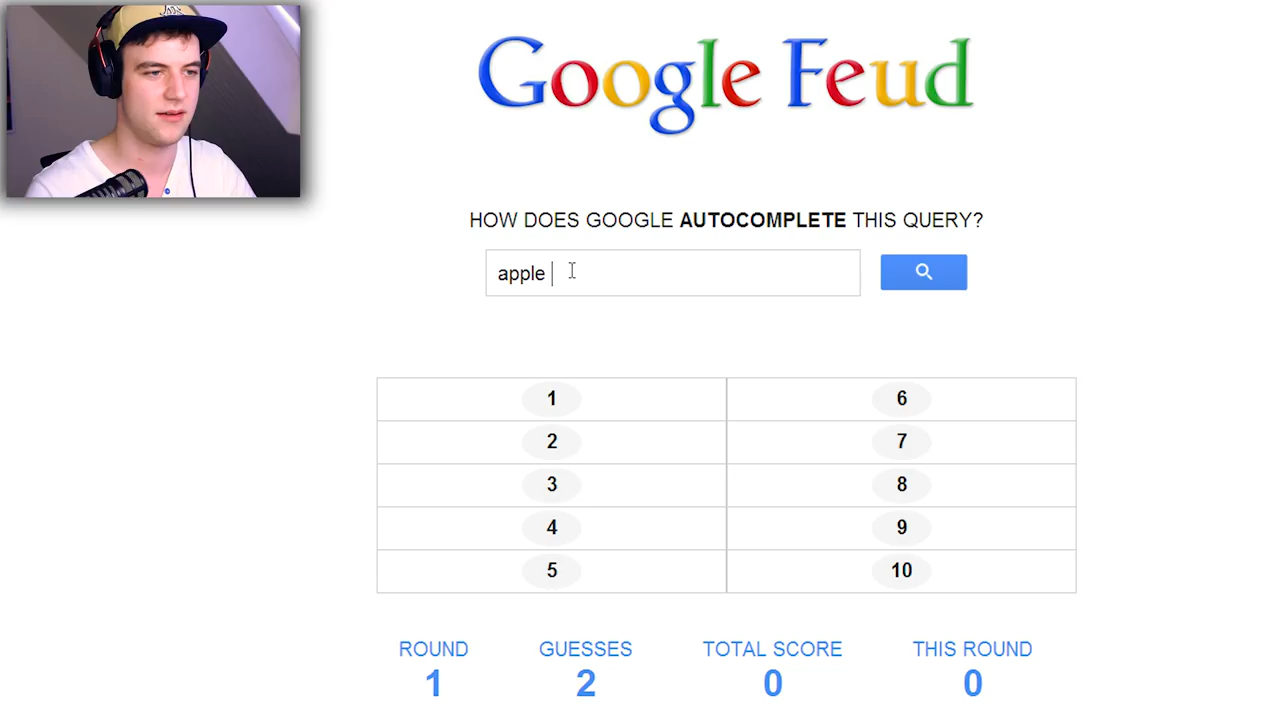 Google Feud
HOW DOES GOOGLE AUTOCOMPLETE THIS QUERY?
apple
1
6
2
7
3
8
4
9
5
10
ROUND GUESSES TOTAL SCORE THIS ROUND
1 2 0 0